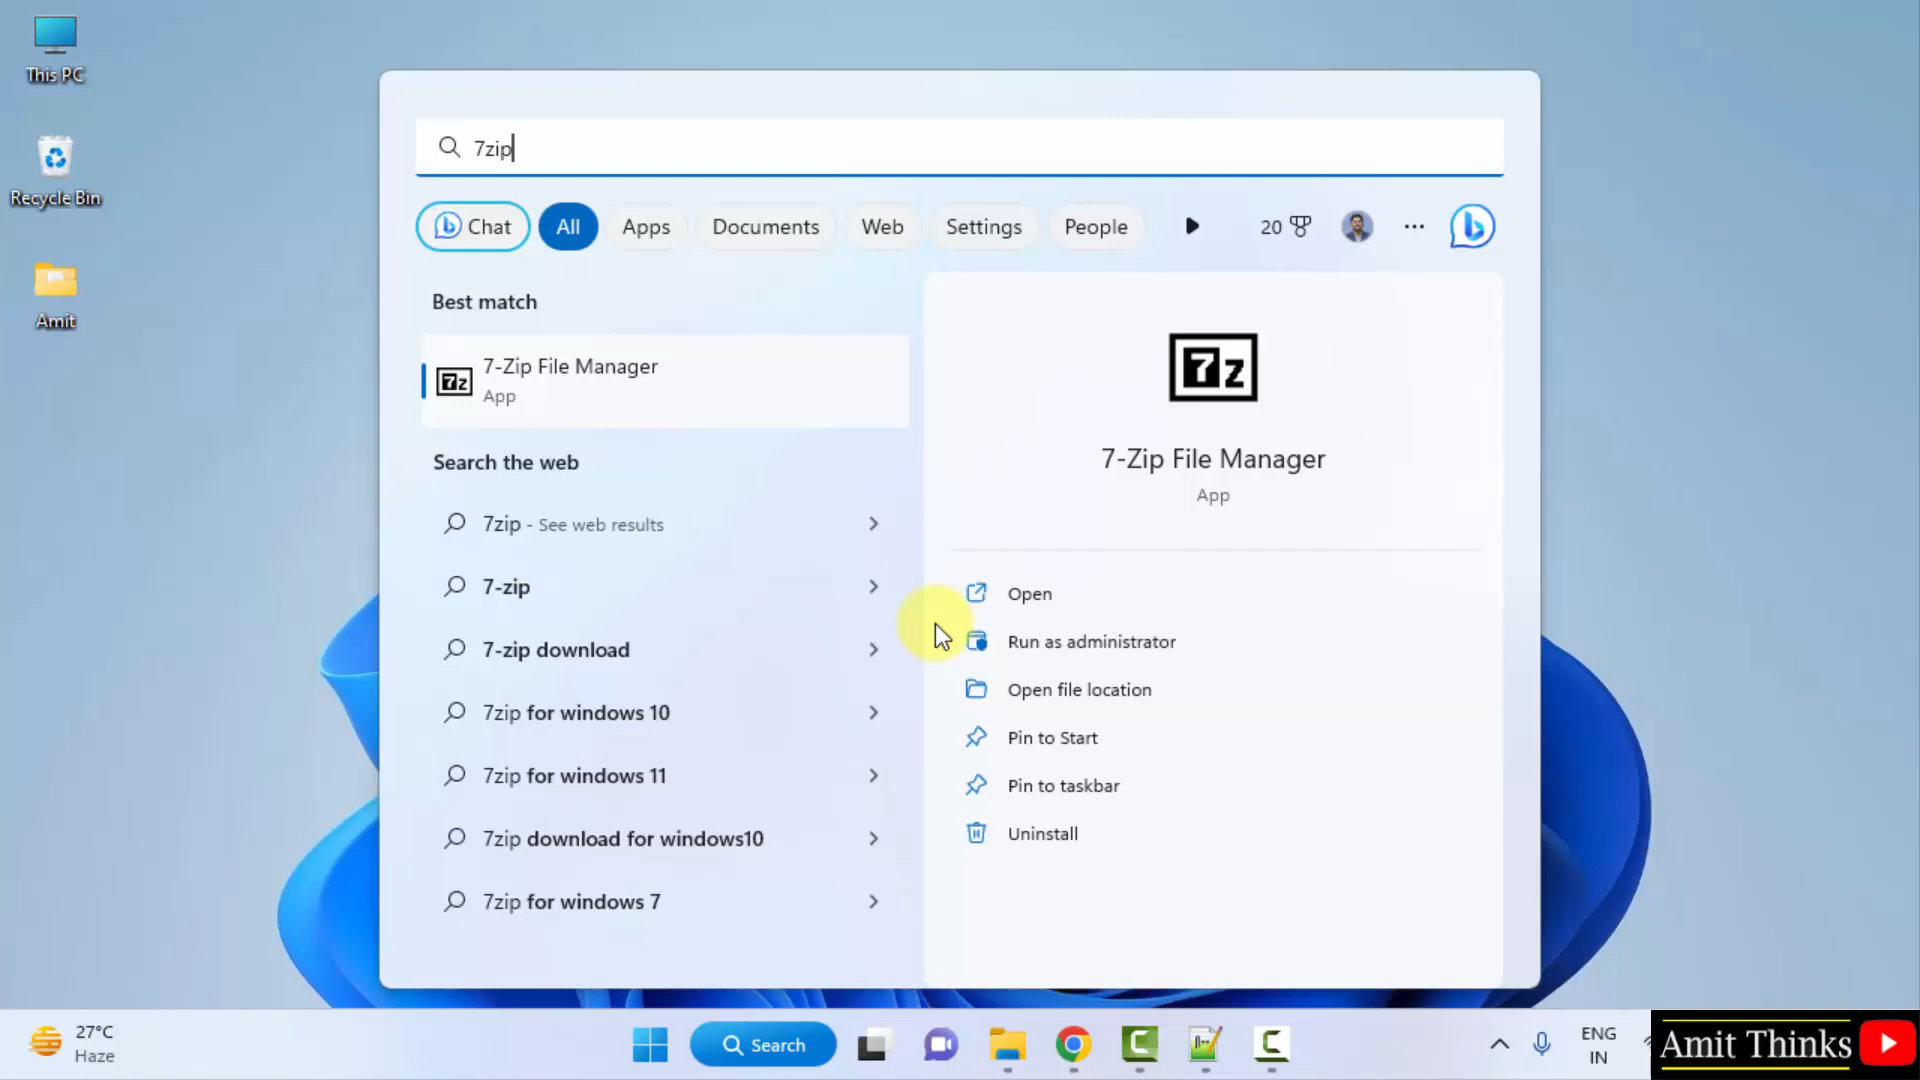 This PC
Recycle Bin
Amit
7zip
Chat
All
Apps
Documents
Web
Settings
People
20
Best match
7-Zip File Manager
App
Search the web
7zip - See web results
7-zip
7-zip download
7zip for windows 10
7zip for windows 11
7zip download for windows10
7zip for windows 7
7z
7-Zip File Manager
App
Open
Run as administrator
Open file location
Pin to Start
Pin to taskbar
Uninstall
27°C
Haze
Search
ENG
IN
Amit Thinks